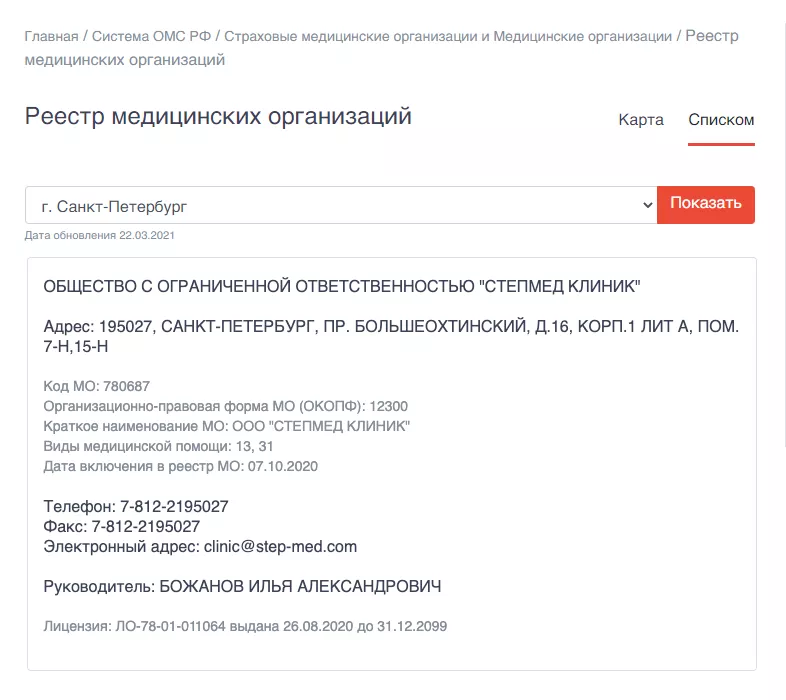 Главная / Система ОМС РФ / Страховые медицинские организации и Медицинские организации / Реестр
медицинских организаций
Реестр медицинских организаций
Карта
Списком
г. Санкт-Петербург
Показать
Дата обновления 22.03.2021
ОБЩЕСТВО С ОГРАНИЧЕННОЙ ОТВЕТСТВЕННОСТЬЮ "СТЕПМЕД КЛИНИК"
Адрес: 195027, САНКТ-ПЕТЕРБУРГ, ПР. БОЛЬШЕОХТИНСКИЙ, Д.16, КОРП.1 ЛИТ А, ПОМ.
7-Н,15-Н
Код МО: 780687
Организационно-правовая форма МО (ОКОПФ): 12300
Краткое наименование МО: ООО "СТЕПМЕД КЛИНИК"
Виды медицинской помощи: 13, 31
Дата включения в реестр МО: 07.10.2020
Телефон: 7-812-2195027
Факс: 7-812-2195027
Электронный адрес: clinic@step-med.com
Руководитель: БОЖАНОВ ИЛЬЯ АЛЕКСАНДРОВИЧ
Лицензия: ЛО-78-01-011064 выдана 26.08.2020 до 31.12.2099